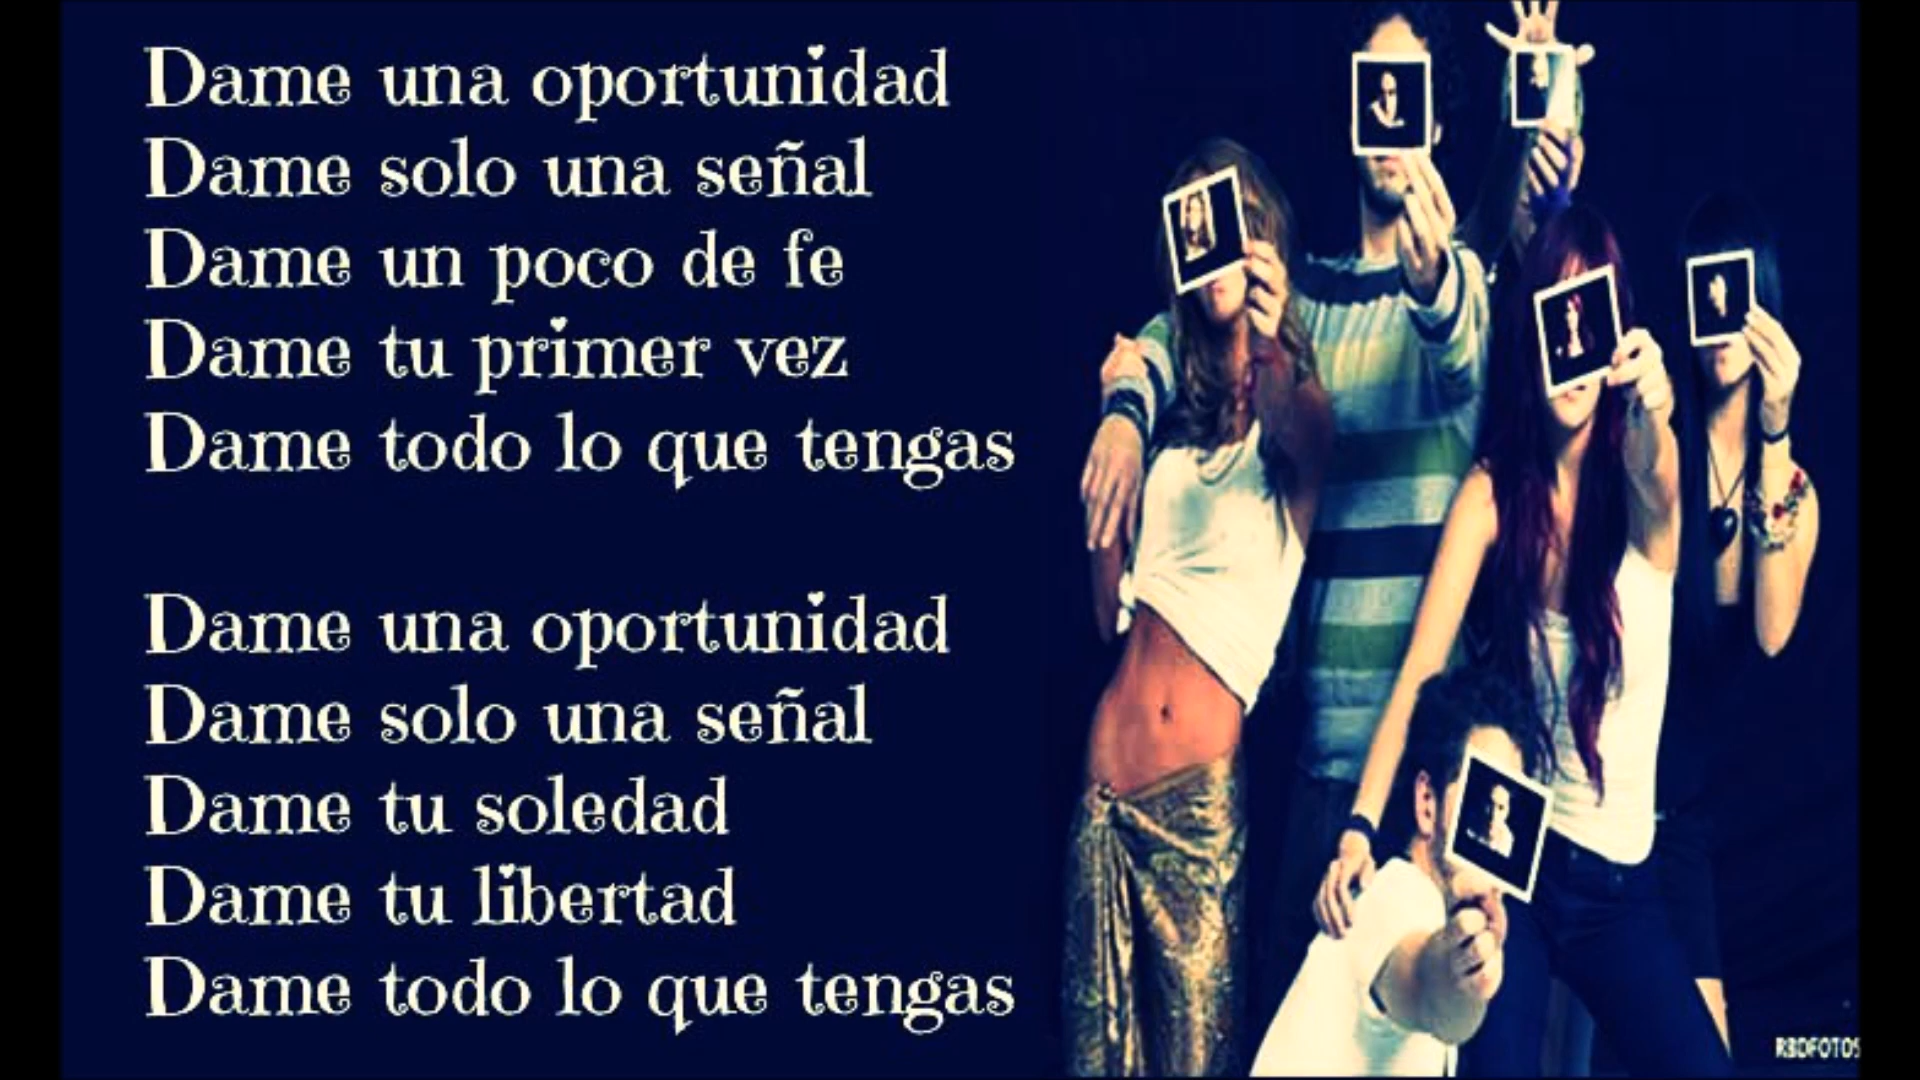 Dame una oportunidad
Dame solo una señal
Dame un poco de fe
Dame tu primer vez
Dame todo lo que tengas
Dame una oportunidad
Dame solo una señal
Dame tu soledad
Dame tu libertad
Dame todo lo que tengas
RBDFOTOS